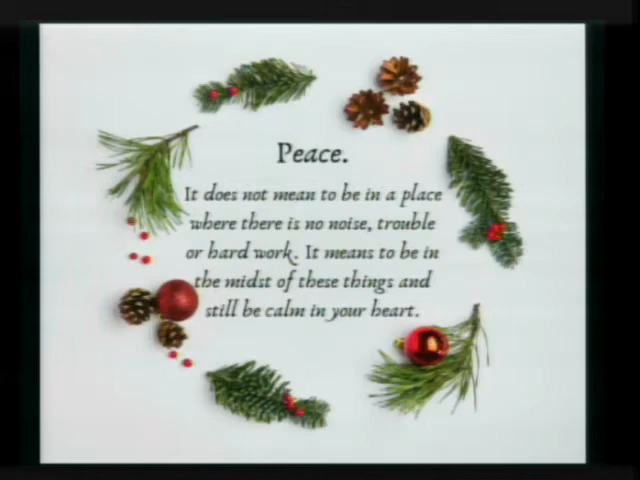 Peace.
It does not mean to be in a place
where there is no noise, trouble
or hard work. It means to be in
the midst of these things and
still be calm in your heart.